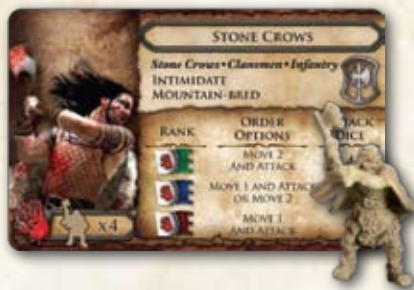 STONE CROWS
Stone Crows • Clansmen • Infantry
INTIMIDATE
MOUNTAIN-BRED
RANK
ORDER
OPTIONS
DICE
MOVE 2
AND ATTACK
MOVE 1 AND ATTACK
OR MOVE 2
MOVE 1
AND ATTACK
x4